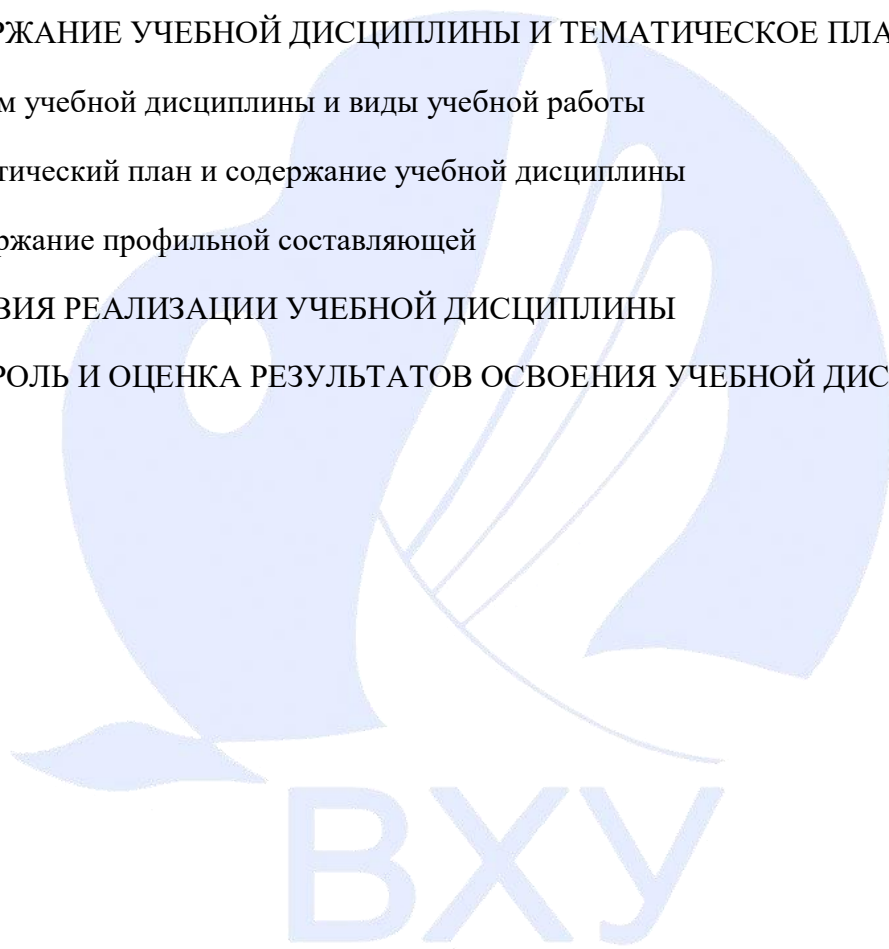 РЖАНИЕ УЧЕБНОЙ ДИСЦИПЛИНЫ И ТЕМАТИЧЕСКОЕ ПЛА
м учебной дисциплины и виды учебной работы
тический план и содержание учебной дисциплины
ржание профильной составляющей
ВИЯ РЕАЛИЗАЦИИ УЧЕБНОЙ ДИСЦИПЛИНЫ
РОЛЬ И ОЦЕНКА РЕЗУЛЬТАТОВ ОСВОЕНИЯ УЧЕБНОЙ ДИС
ВХУ